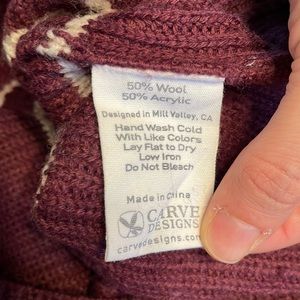 50% Wool
50% Acrylic
Designed in Mill Valley, CA
Hand Wash Cold
With Like Colors
Lay Flat to Dry
Low Iron
Do Not Bleach
Made in China
CARVE
DESIGNS
carvedesigns.com